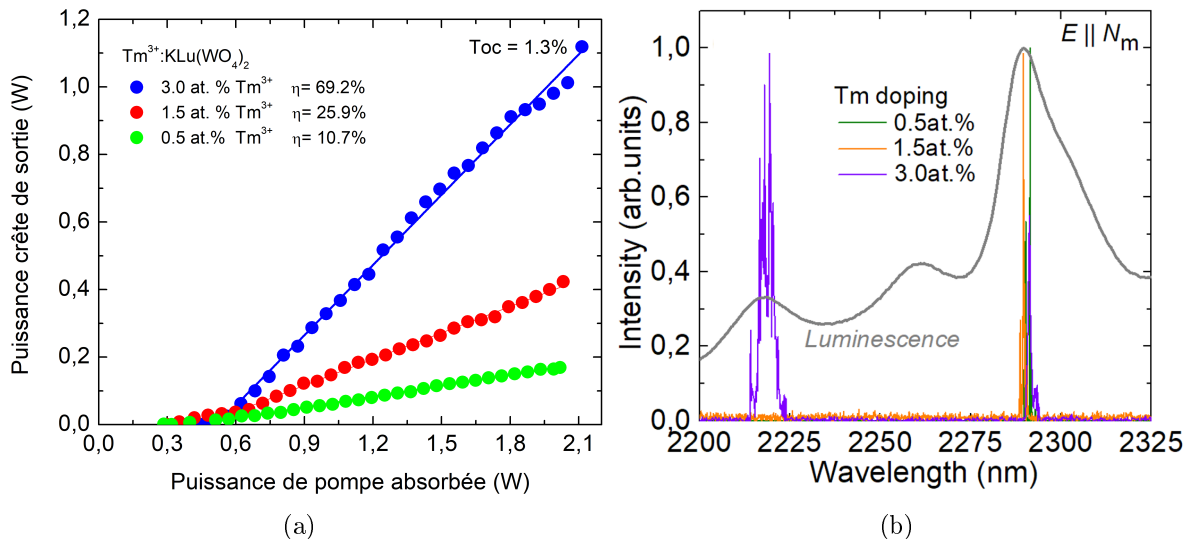 Puissance crête de sortie (W)
1,2
1,0
0,8
0,6
0,4
0,2
0,0
Toc = 1.3%
Tm³⁺:KLu(WO₄)₂
3.0 at. % Tm³⁺ η= 69.2%
1.5 at. % Tm³⁺ η= 25.9%
0.5 at.% Tm³⁺ η= 10.7%
0,0 0,3 0,6 0,9 1,2 1,5 1,8 2,1
Puissance de pompe absorbée (W)
(a)
Intensity (arb.units)
1,0
0,8
0,6
0,4
0,2
0,0
E || Nₘ
Tm doping
0.5at.%
1.5at.%
3.0at.%
Luminescence
2200 2225 2250 2275 2300 2325
Wavelength (nm)
(b)